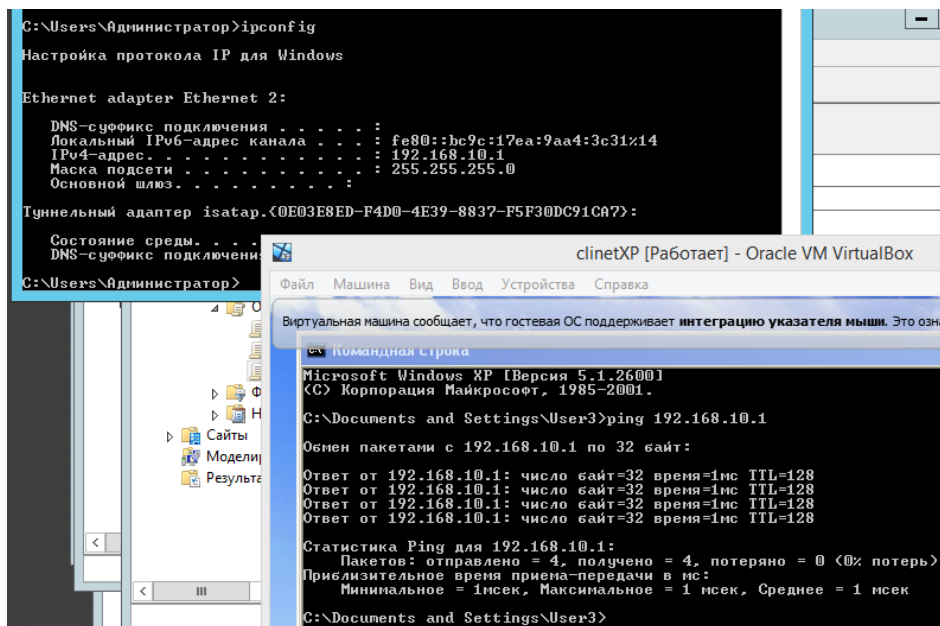 C:\Users\Администратор>ipconfig
Настройка протокола IP для Windows
Ethernet adapter Ethernet 2:
DNS-суффикс подключения . . . . . :
Локальный IPv6-адрес канала . . . : fe80::bc9c:17ea:9aa4:3c31%14
IPv4-адрес. . . . . . . . . . . . : 192.168.10.1
Маска подсети . . . . . . . . . . : 255.255.255.0
Основной шлюз. . . . . . . . . :
Туннельный адаптер isatap.{0E03E8ED-F4D0-4E39-8837-F5F30DC91CA7}:
Состояние среды. . . .
DNS-суффикс
C:\Users\Администратор>
Сайты
clinetXP [Работает] - Oracle VM VirtualBox
Файл Машина Вид Ввод Устройства Справка
Виртуальная машина сообщает, что гостевая ОС поддерживает интеграцию указателя мыши. Это
Командная строка
Microsoft Windows XP [Версия 5.1.2600]
(С) Корпорация Майкрософт, 1985-2001.
C:\Documents and Settings\User3>ping 192.168.10.1
Обмен пакетами с 192.168.10.1 по 32 байт:
Ответ от 192.168.10.1: число байт=32 время=1мс TTL=128
Ответ от 192.168.10.1: число байт=32 время=1мс TTL=128
Ответ от 192.168.10.1: число байт=32 время=1мс TTL=128
Ответ от 192.168.10.1: число байт=32 время=1мс TTL=128
Статистика Ping для 192.168.10.1:
Пакетов: отправлено = 4, получено = 4, потеряно = 0 (0% потерь)
Приблизительное время приема-передачи в мс:
Минимальное = 1мсек, Максимальное = 1 мсек, Среднее = 1 мсек
C:\Documents and Settings\User3>